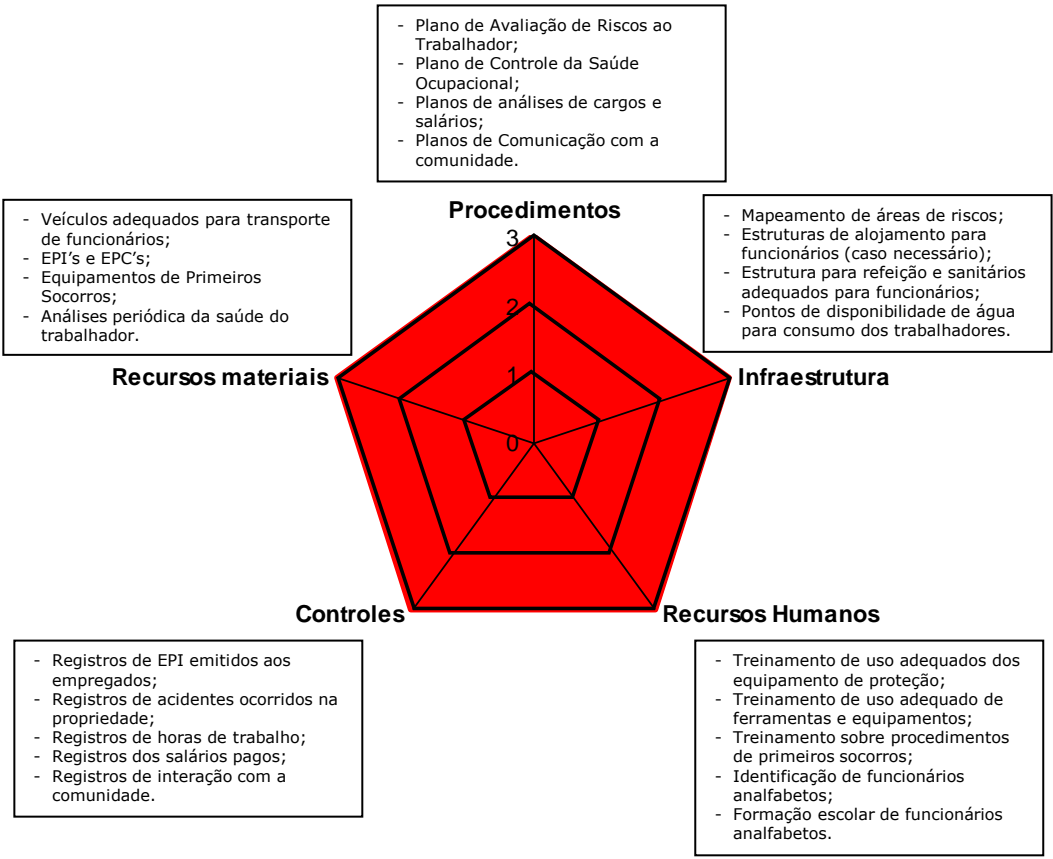 - Plano de Avaliação de Riscos ao
Trabalhador;
- Plano de Controle da Saúde
Ocupacional;
- Planos de análises de cargos e
salários;
- Planos de Comunicação com a
comunidade.
- Veículos adequados para transporte
de funcionários;
- EPI’s e EPC’s;
- Equipamentos de Primeiros
Socorros;
- Análises periódica da saúde do
trabalhador.
Procedimentos
- Mapeamento de áreas de riscos;
- Estruturas de alojamento para
funcionários (caso necessário);
- Estrutura para refeição e sanitários
adequados para funcionários;
- Pontos de disponibilidade de água
para consumo dos trabalhadores.
3
2
1
0
Recursos materiais
Infraestrutura
Controles
Recursos Humanos
- Registros de EPI emitidos aos
empregados;
- Registros de acidentes ocorridos na
propriedade;
- Registros de horas de trabalho;
- Registros dos salários pagos;
- Registros de interação com a
comunidade.
- Treinamento de uso adequados dos
equipamento de proteção;
- Treinamento de uso adequado de
ferramentas e equipamentos;
- Treinamento sobre procedimentos
de primeiros socorros;
- Identificação de funcionários
analfabetos;
- Formação escolar de funcionários
analfabetos.